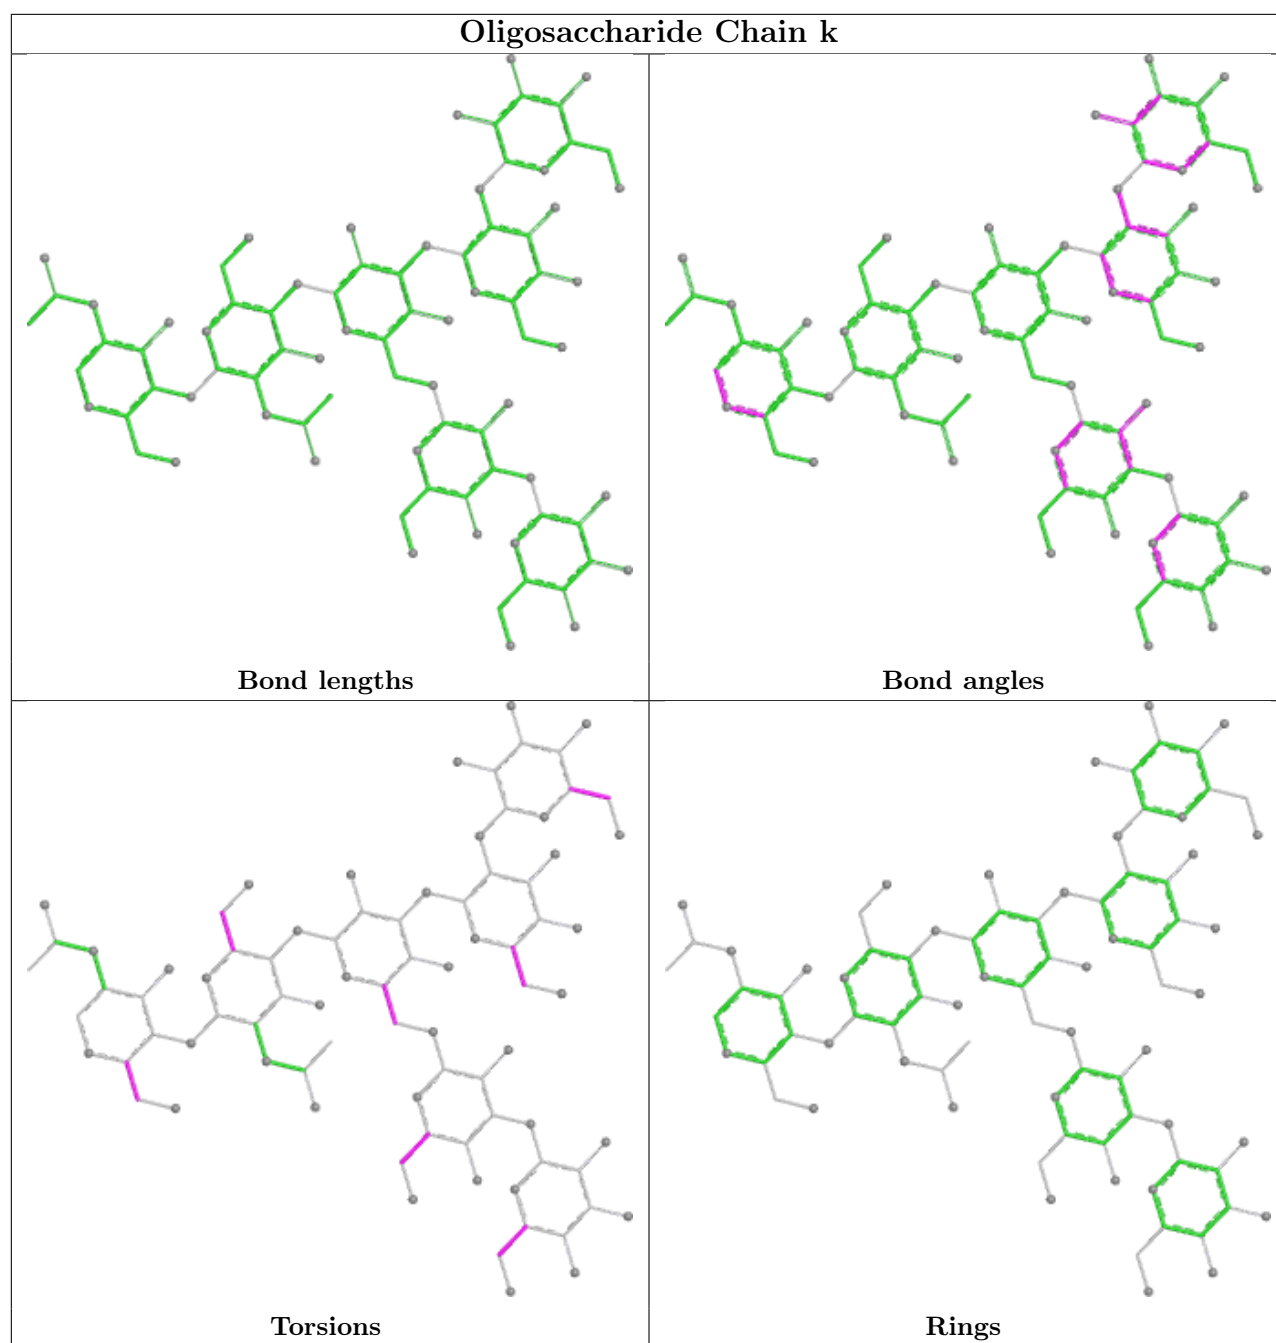 Oligosaccharide Chain k
Bond lengths
Bond angles
Torsions
Rings